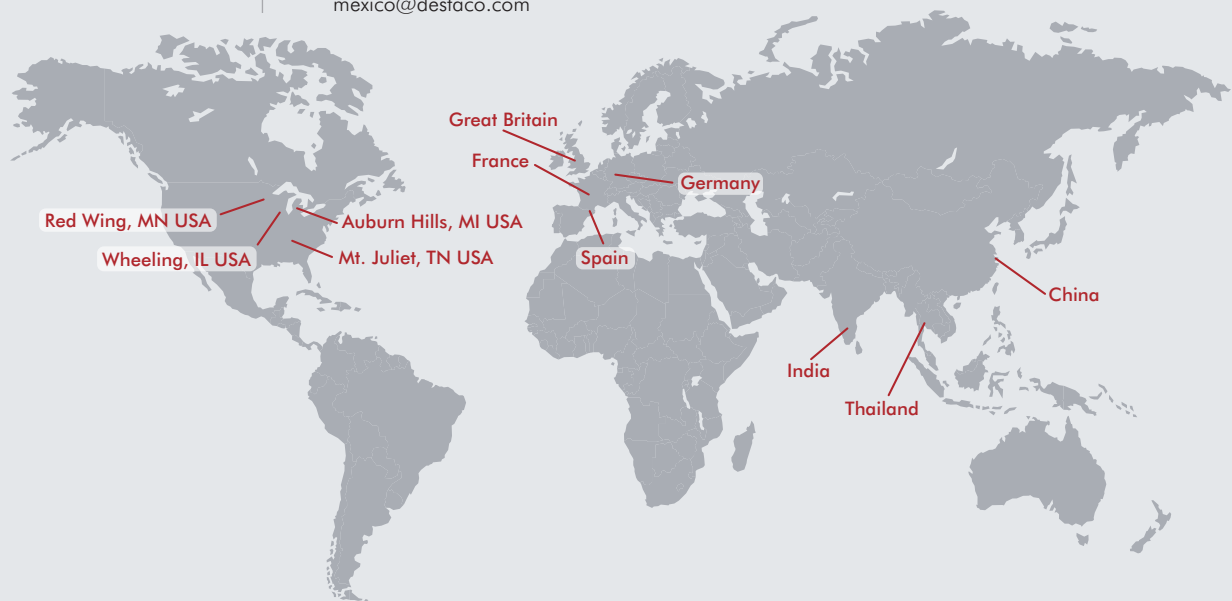 mexico@destaco.com
Great Britain
France
Germany
Red Wing, MN USA
Auburn Hills, MI USA
Wheeling, IL USA
Mt. Juliet, TN USA
Spain
China
India
Thailand